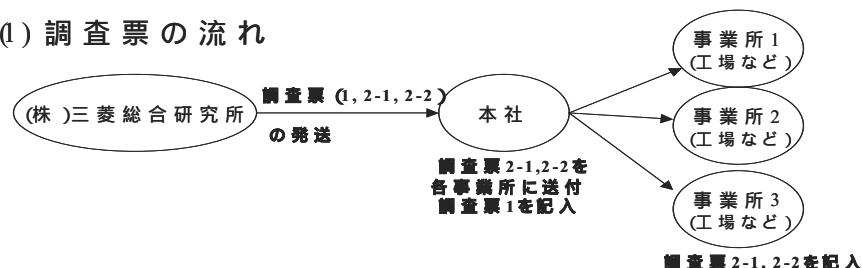 (1)調査票の流れ
(株)三菱総合研究所
調査票(1, 2-1, 2-2)
の発送
本社
調査票2-1,2-2を
各事業所に送付
調査票1を記入
事業所1
(工場など)
事業所2
(工場など)
事業所3
(工場など)
調査票2-1, 2-2を記入